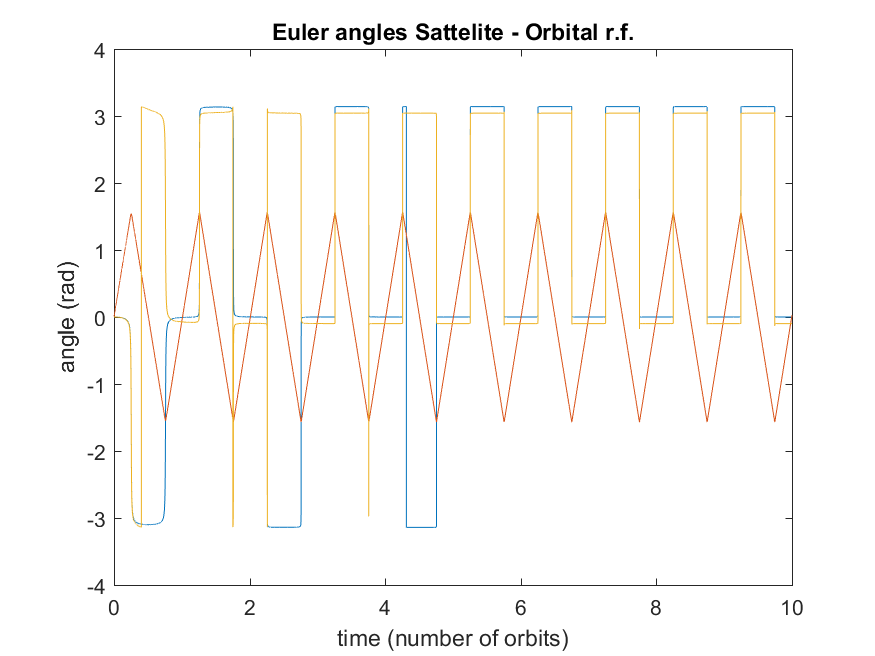 Euler angles Sattelite - Orbital r.f.
4
3
2
1
0
-1
-2
-3
-4
angle (rad)
0 2 4 6 8 10
time (number of orbits)